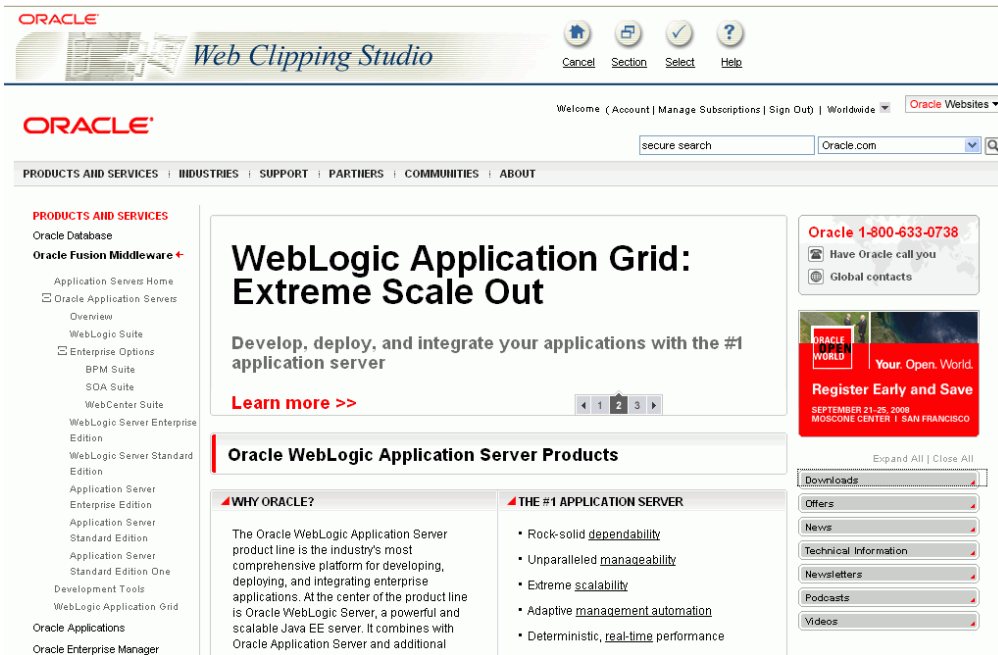 ORACLE
Web Clipping Studio
Cancel Section Select Help
Welcome ( Account | Manage Subscriptions | Sign Out) | Worldwide
Oracle Websites
ORACLE
secure search
Oracle.com
PRODUCTS AND SERVICES | INDUSTRIES | SUPPORT | PARTNERS | COMMUNITIES | ABOUT
PRODUCTS AND SERVICES
Oracle Database
Oracle Fusion Middleware
Application Servers Home
Oracle Application Servers
Overview
WebLogic Suite
Enterprise Options
BPM Suite
SOA Suite
WebCenter Suite
WebLogic Server Enterprise
Edition
WebLogic Server Standard
Edition
Application Server
Enterprise Edition
Application Server
Standard Edition
Application Server
Standard Edition One
Development Tools
WebLogic Application Grid
Oracle Applications
Oracle Enterprise Manager
WebLogic Application Grid:
Extreme Scale Out
Develop, deploy, and integrate your applications with the #1
application server
Learn more >>
1 2 3
Oracle WebLogic Application Server Products
WHY ORACLE?
The Oracle WebLogic Application Server
product line is the industry's most
comprehensive platform for developing,
deploying, and integrating enterprise
applications. At the center of the product line
is Oracle WebLogic Server, a powerful and
scalable Java EE server. It combines with
Oracle Application Server and additional
THE #1 APPLICATION SERVER
▪ Rock-solid dependability
▪ Unparalleled manageability
▪ Extreme scalability
▪ Adaptive management automation
▪ Deterministic, real-time performance
Oracle 1-800-633-0738
Have Oracle call you
Global contacts
ORACLE
OPEN
WORLD
Your. Open. World.
Register Early and Save
SEPTEMBER 21-25, 2008
MOSCONE CENTER | SAN FRANCISCO
Expand All | Close All
Downloads
Offers
News
Technical Information
Newsletters
Podcasts
Videos